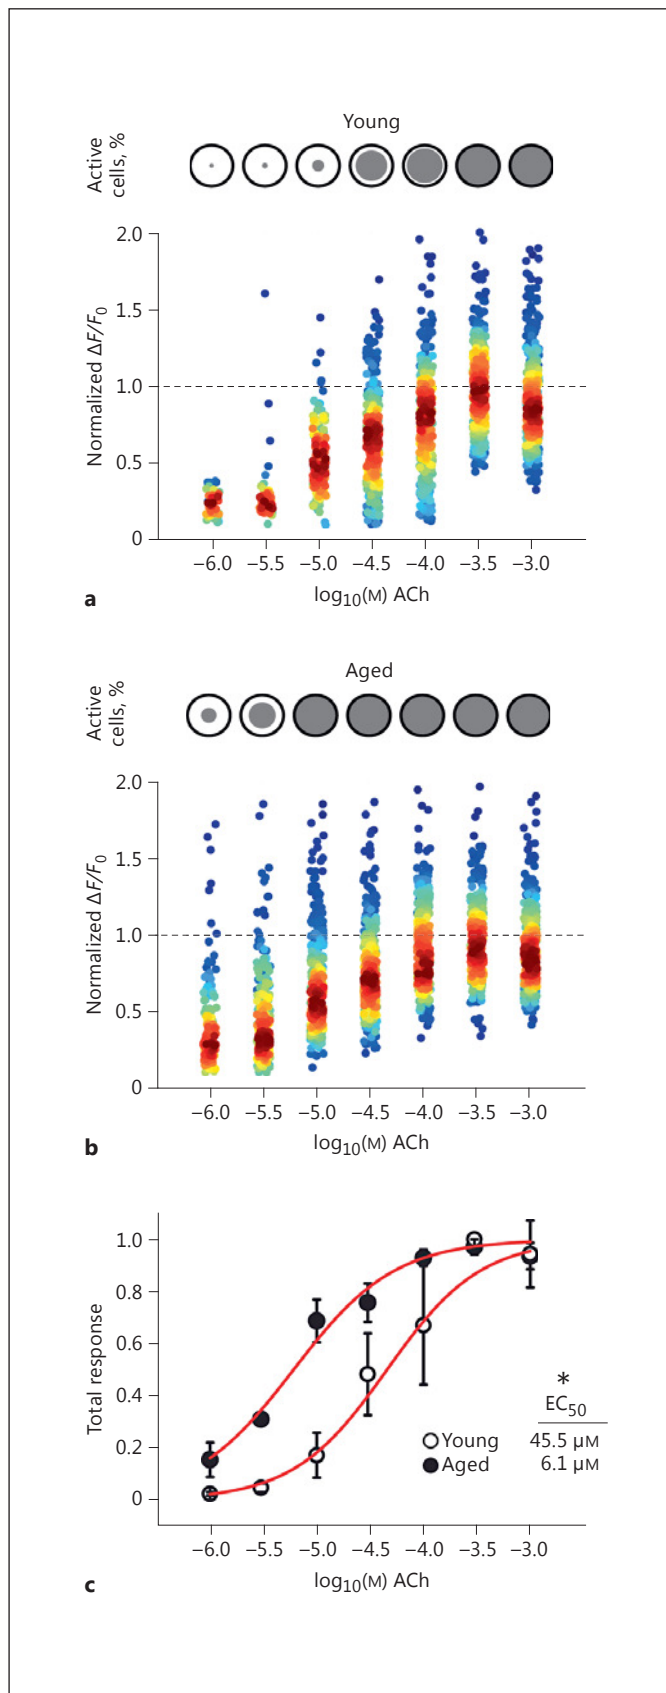 Young
Active
cells, %
2.0
1.5
1.0
0.5
0
Normalized ΔF/F₀
−6.0 −5.5 −5.0 −4.5 −4.0 −3.5 −3.0
log₁₀(M) ACh
a
Aged
Active
cells, %
2.0
1.5
1.0
0.5
0
Normalized ΔF/F₀
−6.0 −5.5 −5.0 −4.5 −4.0 −3.5 −3.0
log₁₀(M) ACh
b
1.0
0.8
0.6
0.4
0.2
0
Total response
*
EC₅₀
Young 45.5 μM
Aged 6.1 μM
−6.0 −5.5 −5.0 −4.5 −4.0 −3.5 −3.0
log₁₀(M) ACh
c